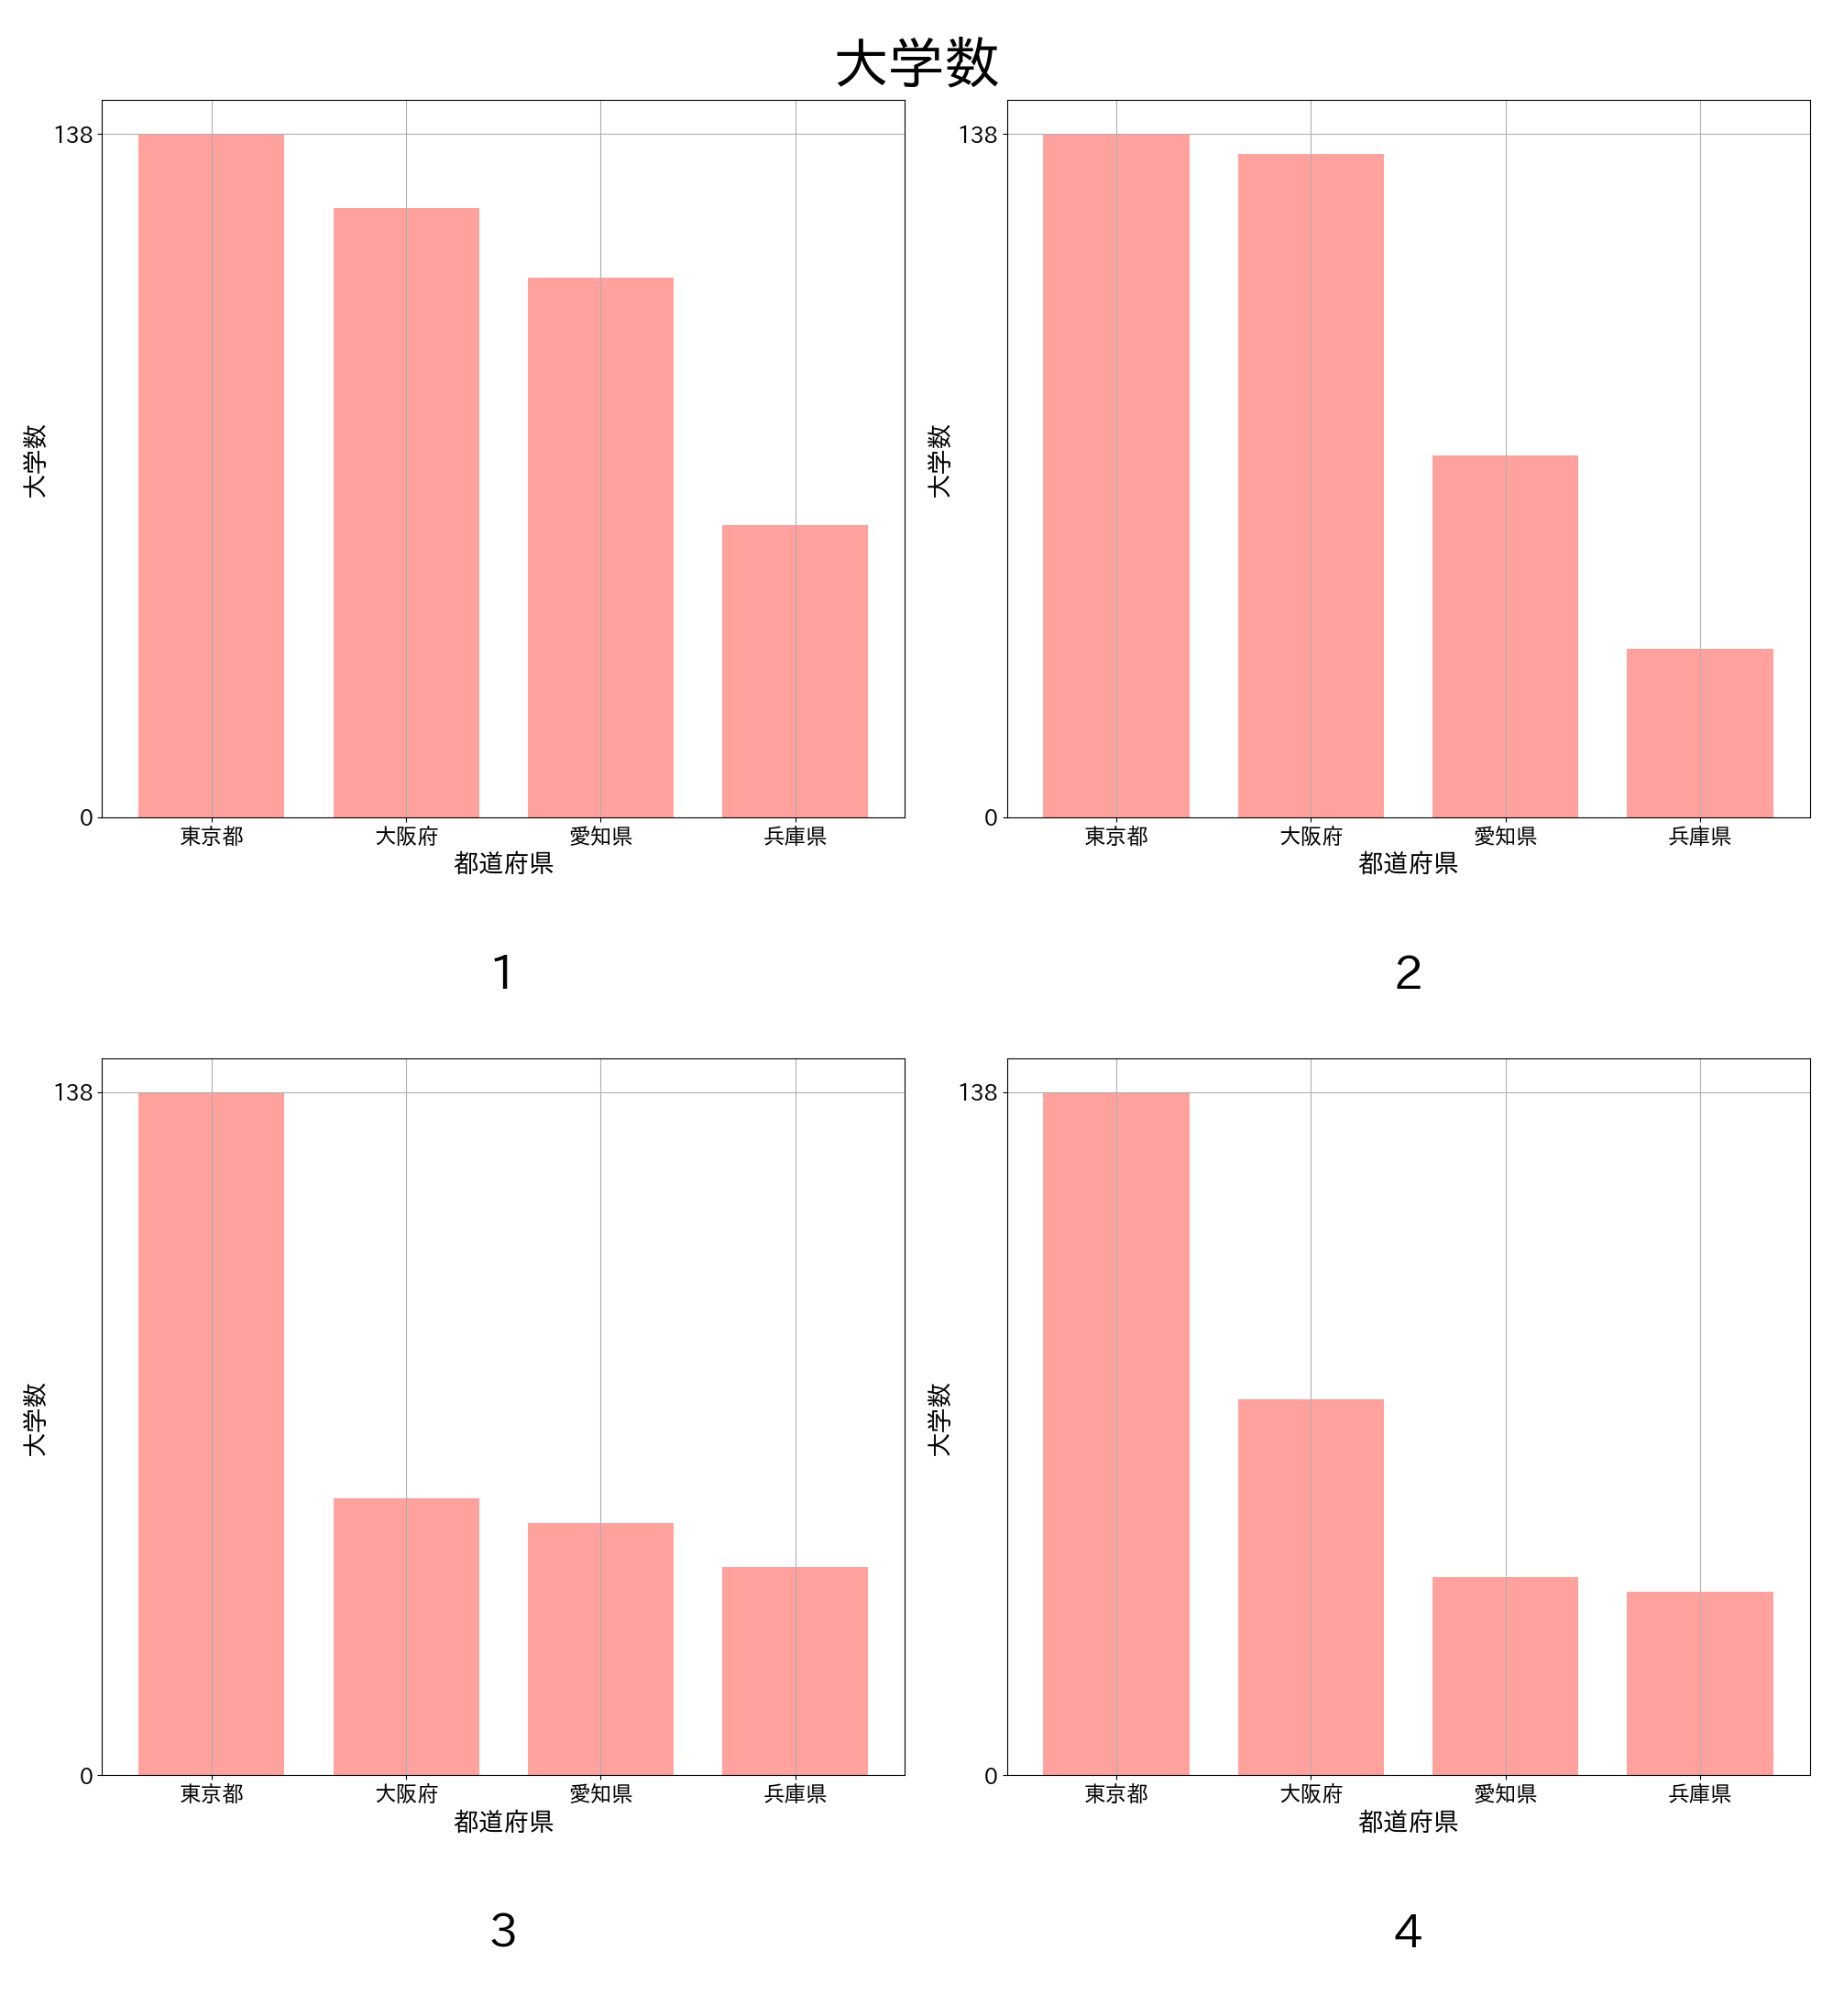 大学数
138
0
大学数
東京都 大阪府 愛知県 兵庫県
都道府県
1
138
0
大学数
東京都 大阪府 愛知県 兵庫県
都道府県
2
138
0
大学数
東京都 大阪府 愛知県 兵庫県
都道府県
3
138
0
大学数
東京都 大阪府 愛知県 兵庫県
都道府県
4